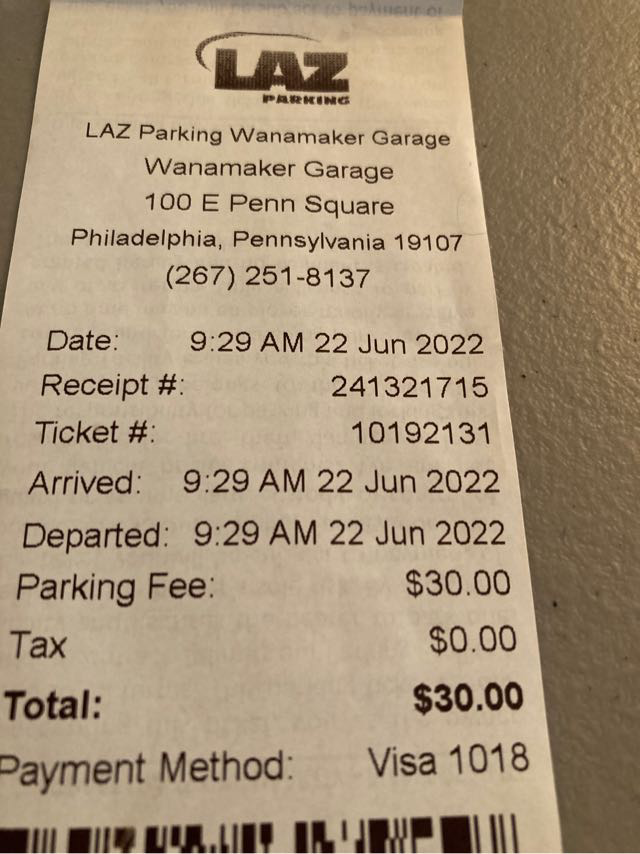 LAZ
PARKING
LAZ Parking Wanamaker Garage
Wanamaker Garage
100 E Penn Square
Philadelphia, Pennsylvania 19107
(267) 251-8137
Date: 9:29 AM 22 Jun 2022
Receipt #: 241321715
Ticket #: 10192131
Arrived: 9:29 AM 22 Jun 2022
Departed: 9:29 AM 22 Jun 2022
Parking Fee: $30.00
Tax $0.00
Total: $30.00
Payment Method: Visa 1018